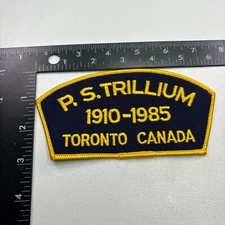 P. S. TRILLIUM
1910-1985
TORONTO CANADA